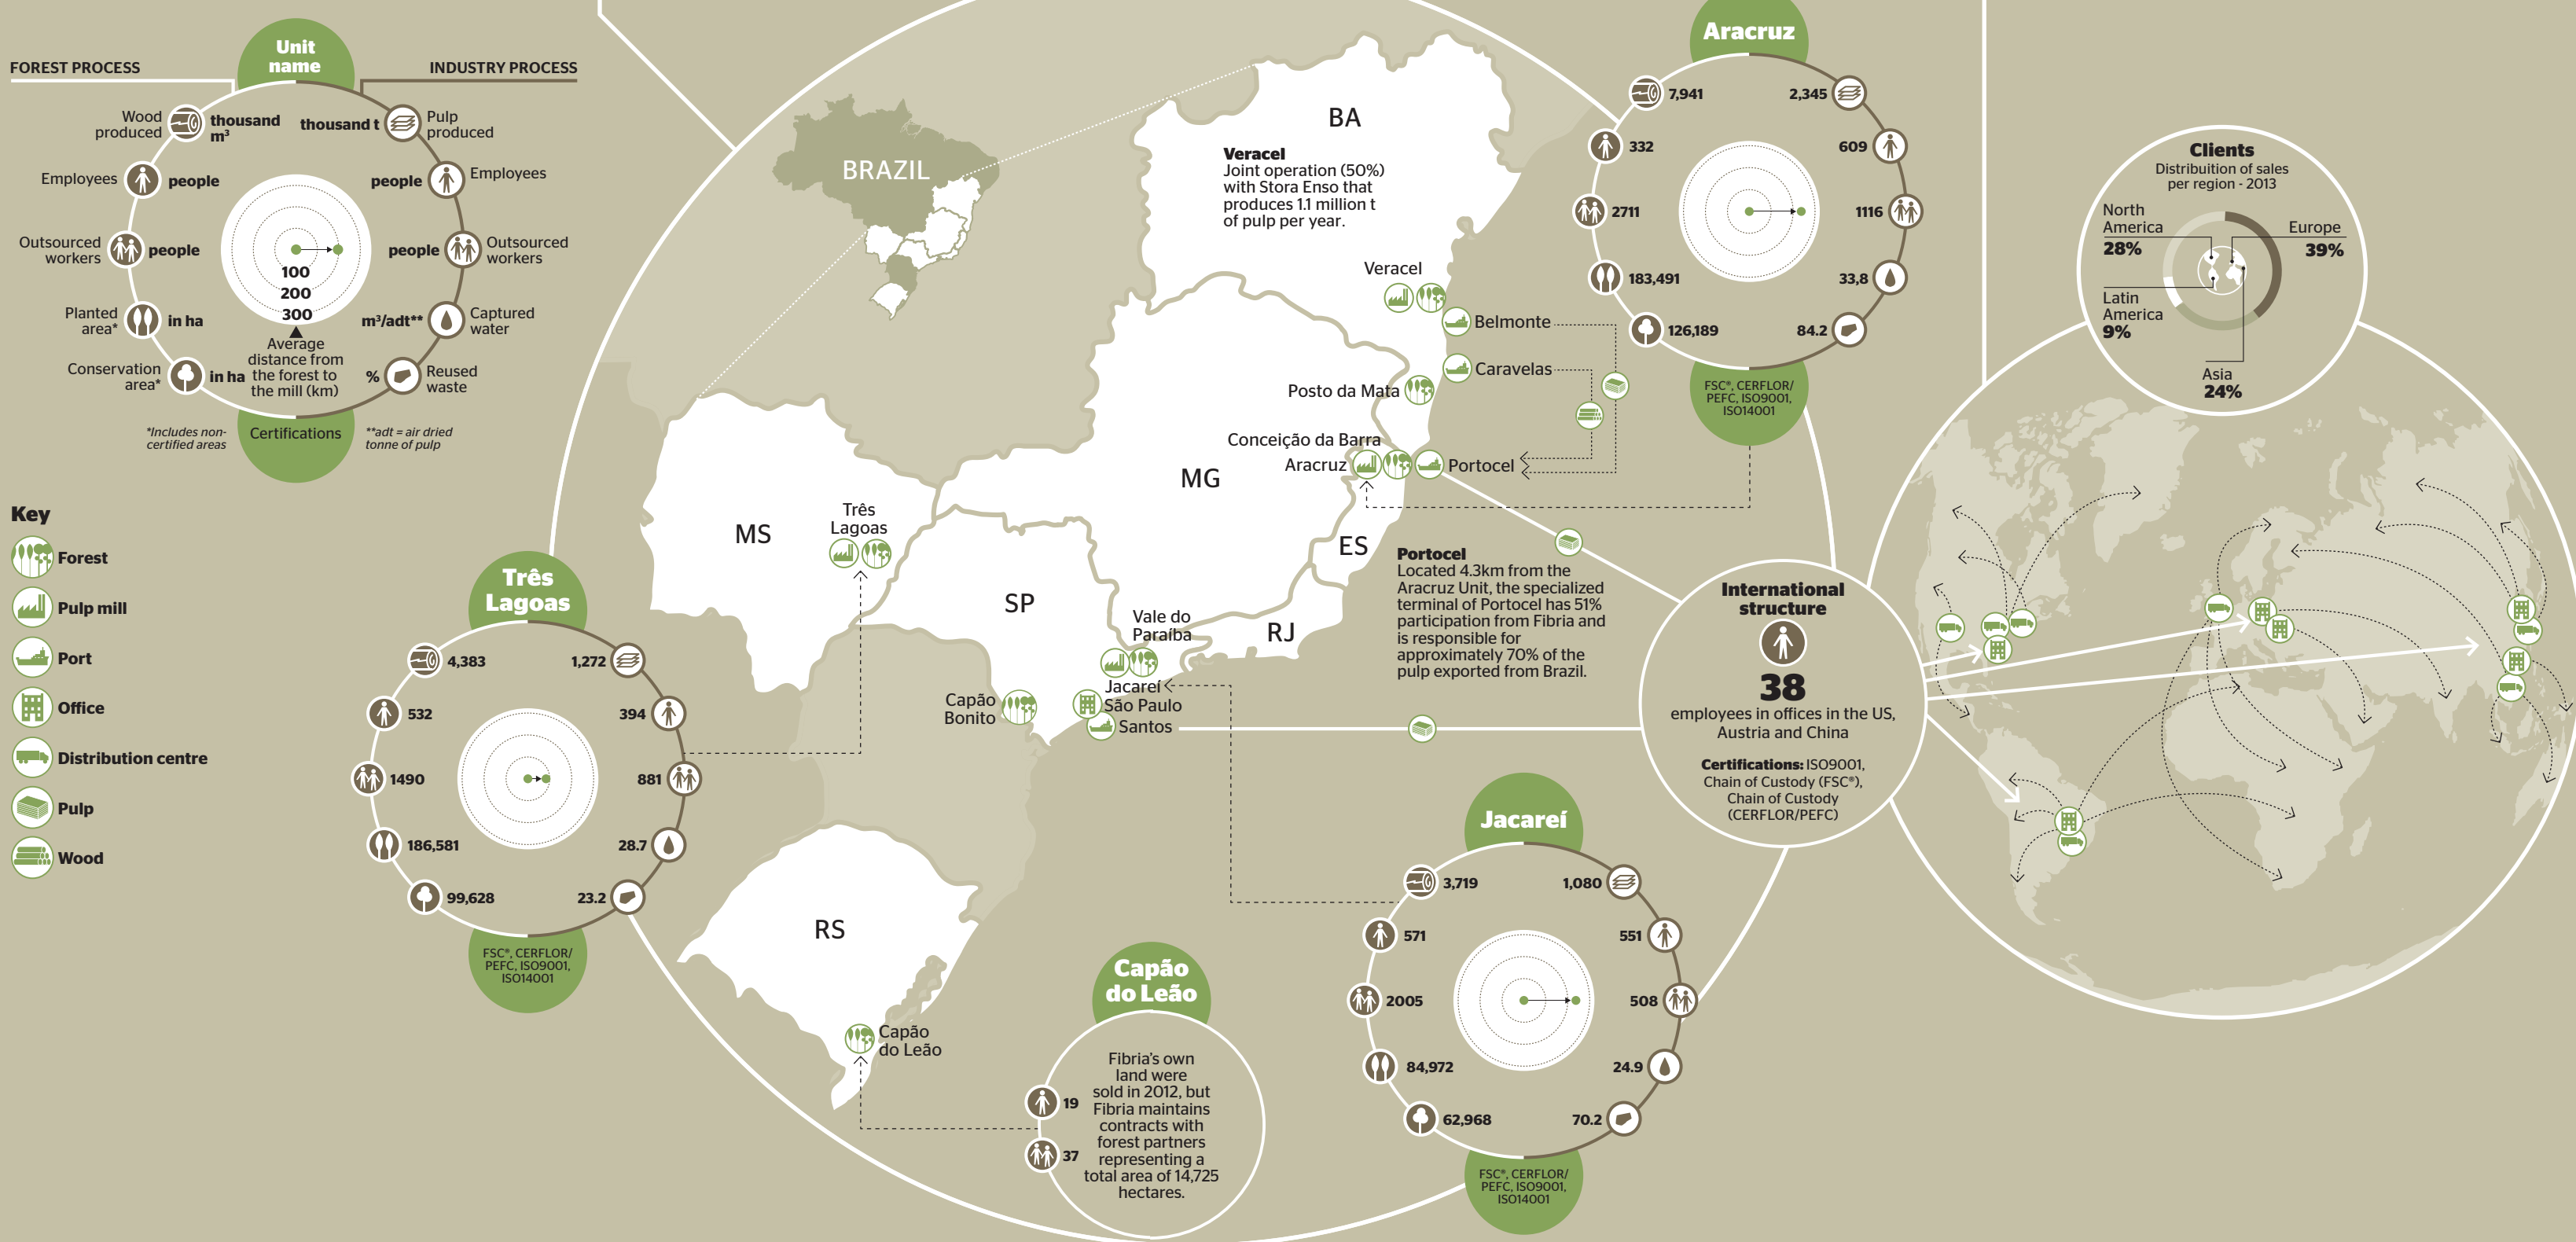 Unit
name
FOREST PROCESS
INDUSTRY PROCESS
Wood
produced
thousand
m³
thousand t
Pulp
produced
Employees
people
people
Employees
Outsourced
workers
people
people
Outsourced
workers
100
200
300
Planted
area*
in ha
m³/adt**
Captured
water
Average
distance from
the forest to
the mill (km)
Conservation
area*
in ha
%
Reused
waste
*Includes non-
certified areas
Certifications
**adt = air dried
tonne of pulp
Key
Forest
Pulp mill
Port
Office
Distribution centre
Pulp
Wood
BRAZIL
BA
Veracel
Joint operation (50%)
with Stora Enso that
produces 1.1 million t
of pulp per year.
Veracel
Belmonte
Caravelas
Posto da Mata
Conceição da Barra
Aracruz
Portocel
MG
MS
Três
Lagoas
ES
SP
RJ
Vale do
Paraíba
Jacareí
São Paulo
Santos
Capão
Bonito
RS
Capão
do Leão
Portocel
Located 4.3km from the
Aracruz Unit, the specialized
terminal of Portocel has 51%
participation from Fibria and
is responsible for
approximately 70% of the
pulp exported from Brazil.
Aracruz
7,941
2,345
332
609
2711
1116
183,491
33,8
126,189
84.2
FSC®, CERFLOR/
PEFC, ISO9001,
ISO14001
Três
Lagoas
4,383
1,272
532
394
1490
881
186,581
28.7
99,628
23.2
FSC®, CERFLOR/
PEFC, ISO9001,
ISO14001
Capão
do Leão
19
37
Fibria's own
land were
sold in 2012, but
Fibria maintains
contracts with
forest partners
representing a
total area of 14,725
hectares.
Jacareí
3,719
1,080
571
551
2005
508
84,972
24.9
62,968
70.2
FSC®, CERFLOR/
PEFC, ISO9001,
ISO14001
International
structure
38
employees in offices in the US,
Austria and China
Certifications: ISO9001,
Chain of Custody (FSC®),
Chain of Custody
(CERFLOR/PEFC)
Clients
Distribuition of sales
per region - 2013
North
America
28%
Europe
39%
Latin
America
9%
Asia
24%